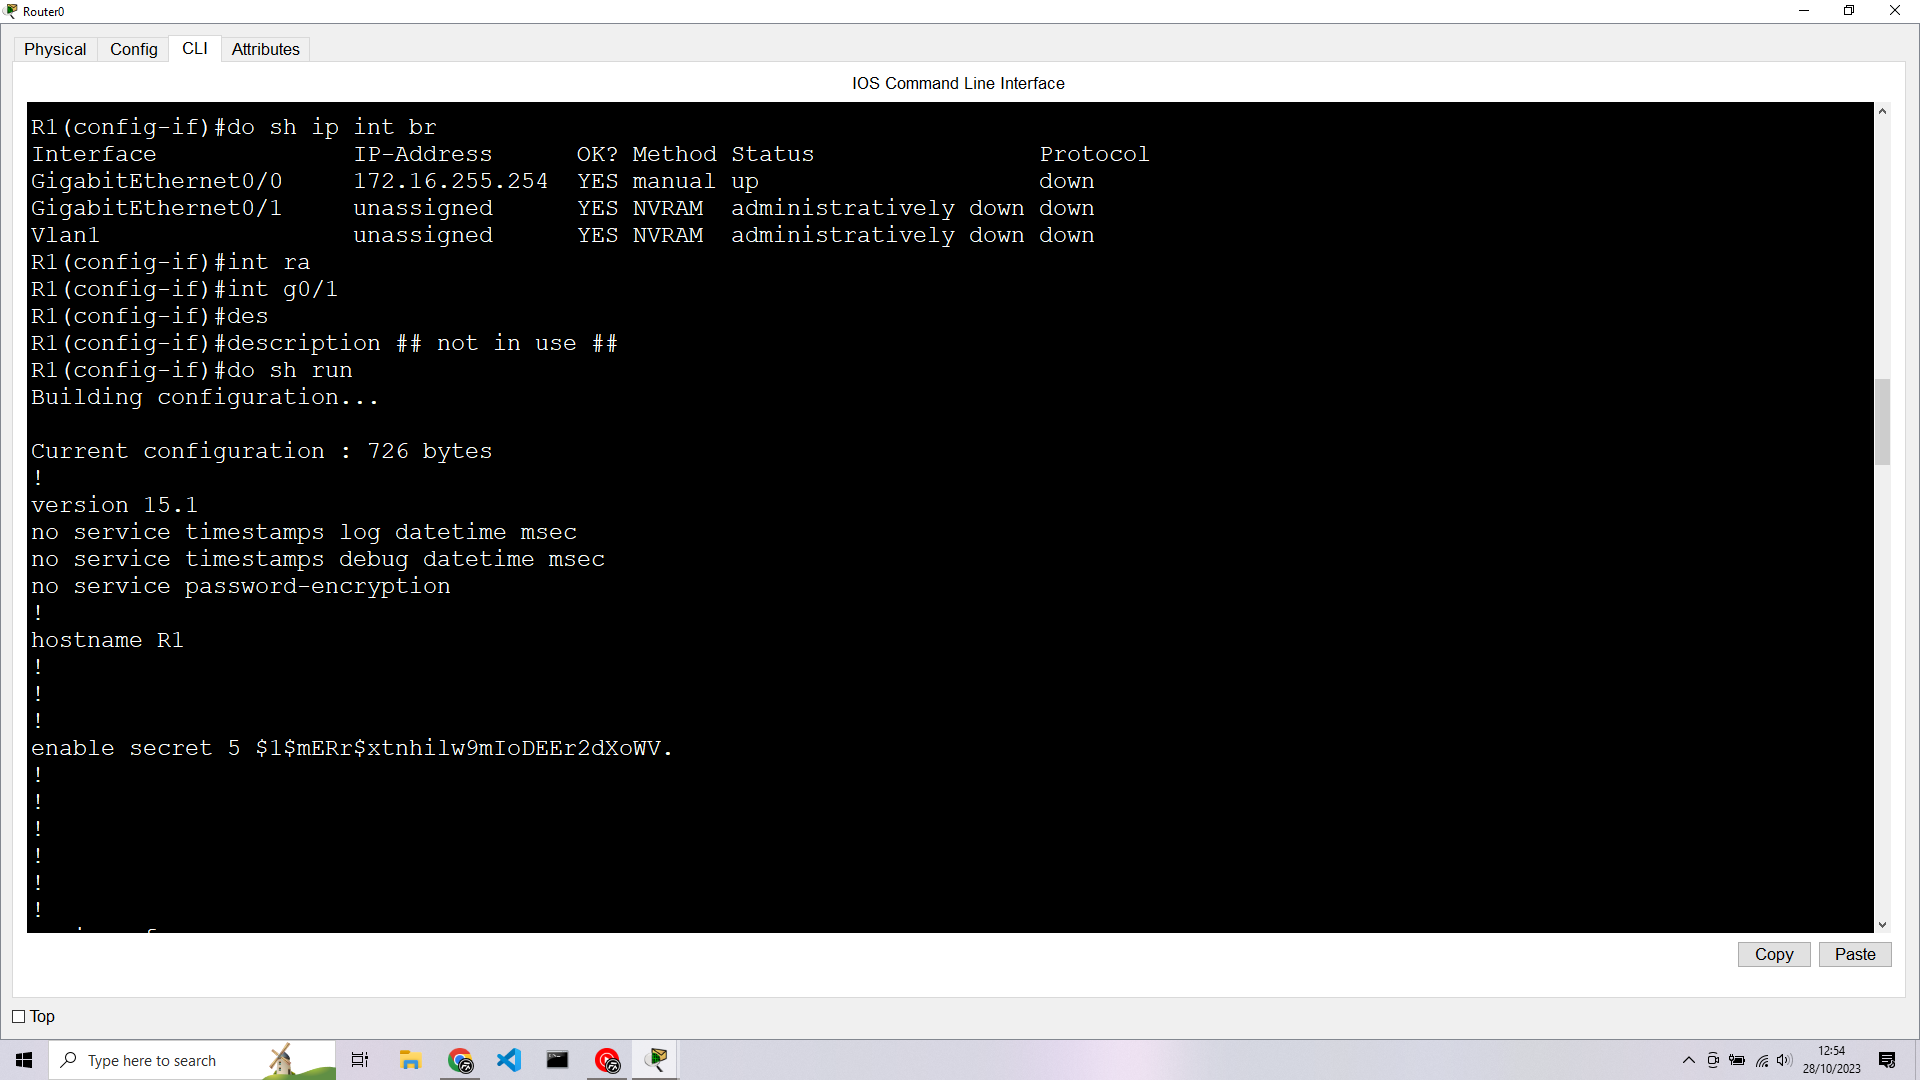 Router0
Physical Config CLI Attributes
IOS Command Line Interface
R1(config-if)#do sh ip int br
Interface IP-Address OK? Method Status Protocol
GigabitEthernet0/0 172.16.255.254 YES manual up down
GigabitEthernet0/1 unassigned YES NVRAM administratively down down
Vlan1 unassigned YES NVRAM administratively down down
R1(config-if)#int ra
R1(config-if)#int g0/1
R1(config-if)#des
R1(config-if)#description ## not in use ##
R1(config-if)#do sh run
Building configuration...
Current configuration : 726 bytes
!
version 15.1
no service timestamps log datetime msec
no service timestamps debug datetime msec
no service password-encryption
!
hostname R1
!
!
!
enable secret 5 $1$mERr$xtnhilw9mIoDEEr2dXoWV.
!
!
!
!
!
!
Copy Paste
Top
Type here to search
12:54
28/10/2023